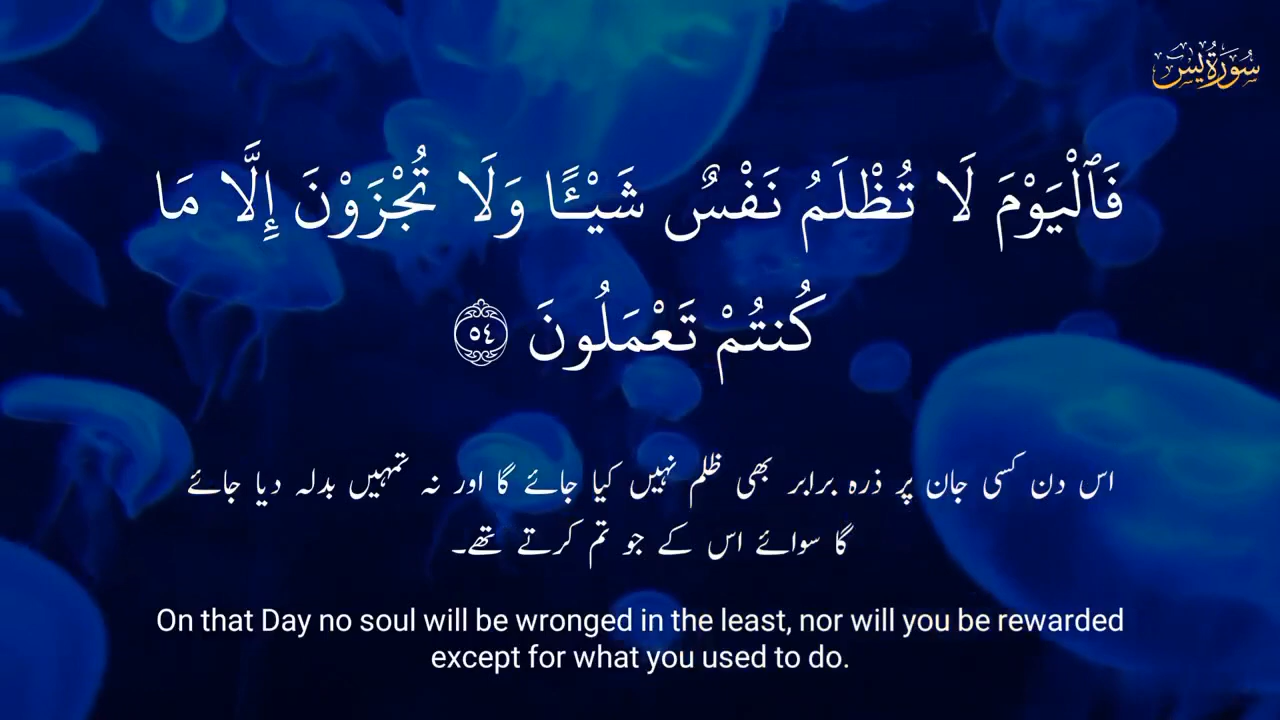 سُورَةُ يس
فَٱلْيَوْمَ لَا تُظْلَمُ نَفْسٌ شَيْـًٔا وَلَا تُجْزَوْنَ إِلَّا مَا
كُنتُمْ تَعْمَلُونَ ٥٤
اس دن کسی جان پر ذرہ برابر بھی ظلم نہیں کیا جائے گا اور نہ تمہیں بدلہ دیا جائے
گا سوائے اس کے جو تم کرتے تھے۔
On that Day no soul will be wronged in the least, nor will you be rewarded
except for what you used to do.